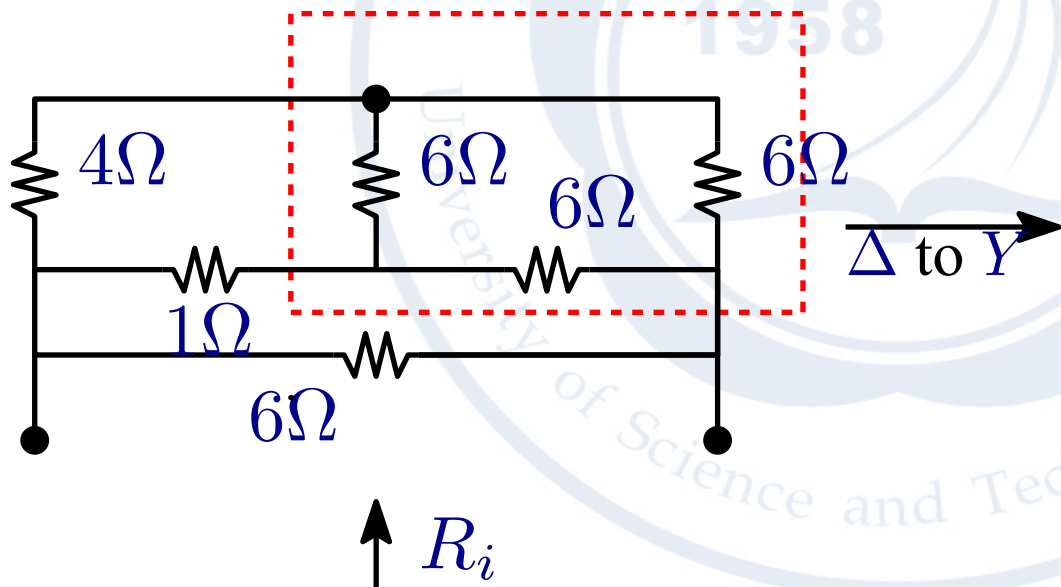 1958
4Ω
6Ω
6Ω
6Ω
Δ to Y
1Ω
6Ω
University of Science and Tec
R_i